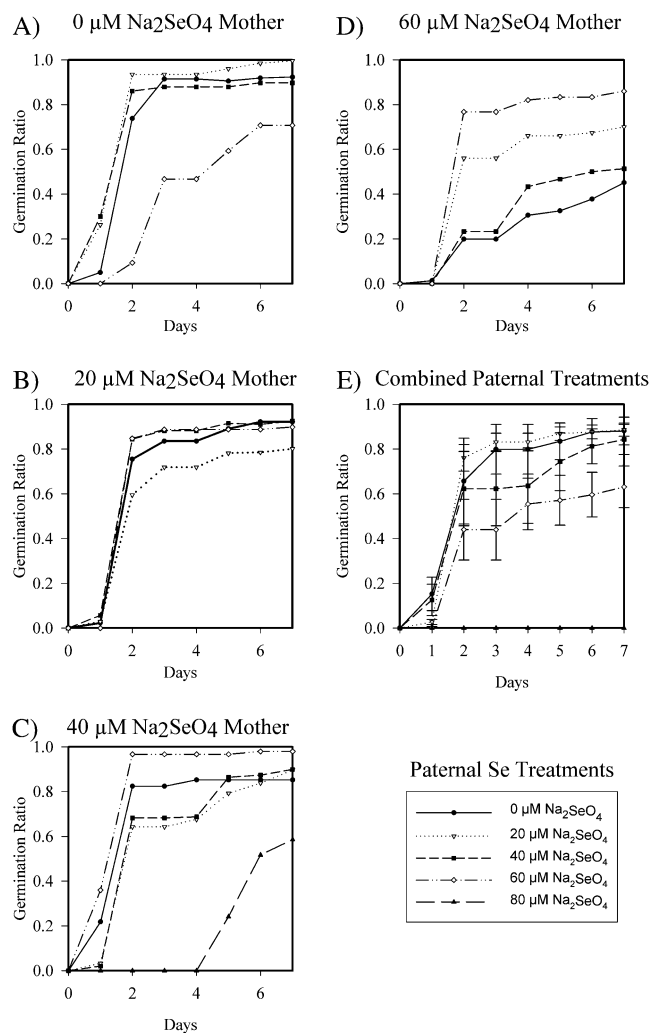 A) 0 µM Na2SeO4 Mother
Germination Ratio
1.0
0.8
0.6
0.4
0.2
0.0
0 2 4 6
Days
D) 60 µM Na2SeO4 Mother
Germination Ratio
1.0
0.8
0.6
0.4
0.2
0.0
0 2 4 6
Days
B) 20 µM Na2SeO4 Mother
Germination Ratio
1.0
0.8
0.6
0.4
0.2
0.0
0 2 4 6
Days
E) Combined Paternal Treatments
Germination Ratio
1.0
0.8
0.6
0.4
0.2
0.0
0 1 2 3 4 5 6 7
Days
C) 40 µM Na2SeO4 Mother
Germination Ratio
1.0
0.8
0.6
0.4
0.2
0.0
0 2 4 6
Days
Paternal Se Treatments
0 µM Na2SeO4
20 µM Na2SeO4
40 µM Na2SeO4
60 µM Na2SeO4
80 µM Na2SeO4